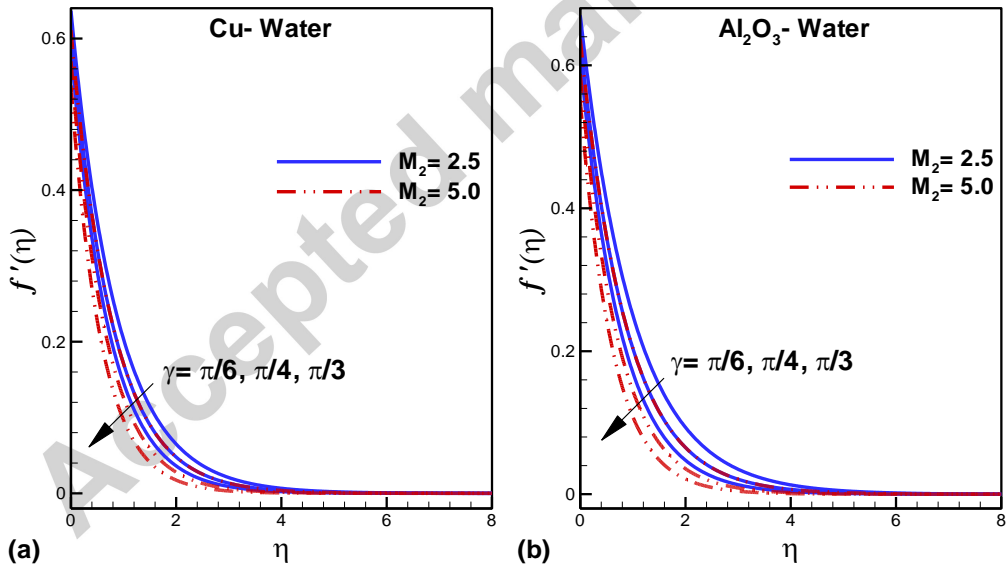 Cu- Water
0.6
0.4
0.2
0
f '(η)
M2= 2.5
M2= 5.0
γ= π/6, π/4, π/3
0 2 4 6 8
(a) η
Al2O3- Water
0.6
0.4
0.2
0
f '(η)
M2= 2.5
M2= 5.0
γ= π/6, π/4, π/3
0 2 4 6 8
(b) η
Accepted ma